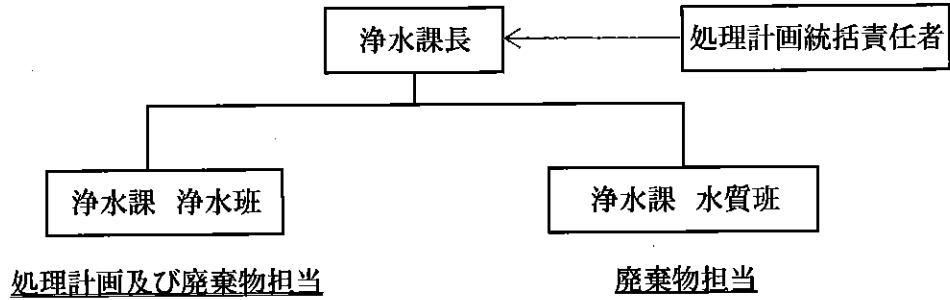 浄水課長
処理計画統括責任者
浄水課 浄水班
浄水課 水質班
処理計画及び廃棄物担当
廃棄物担当